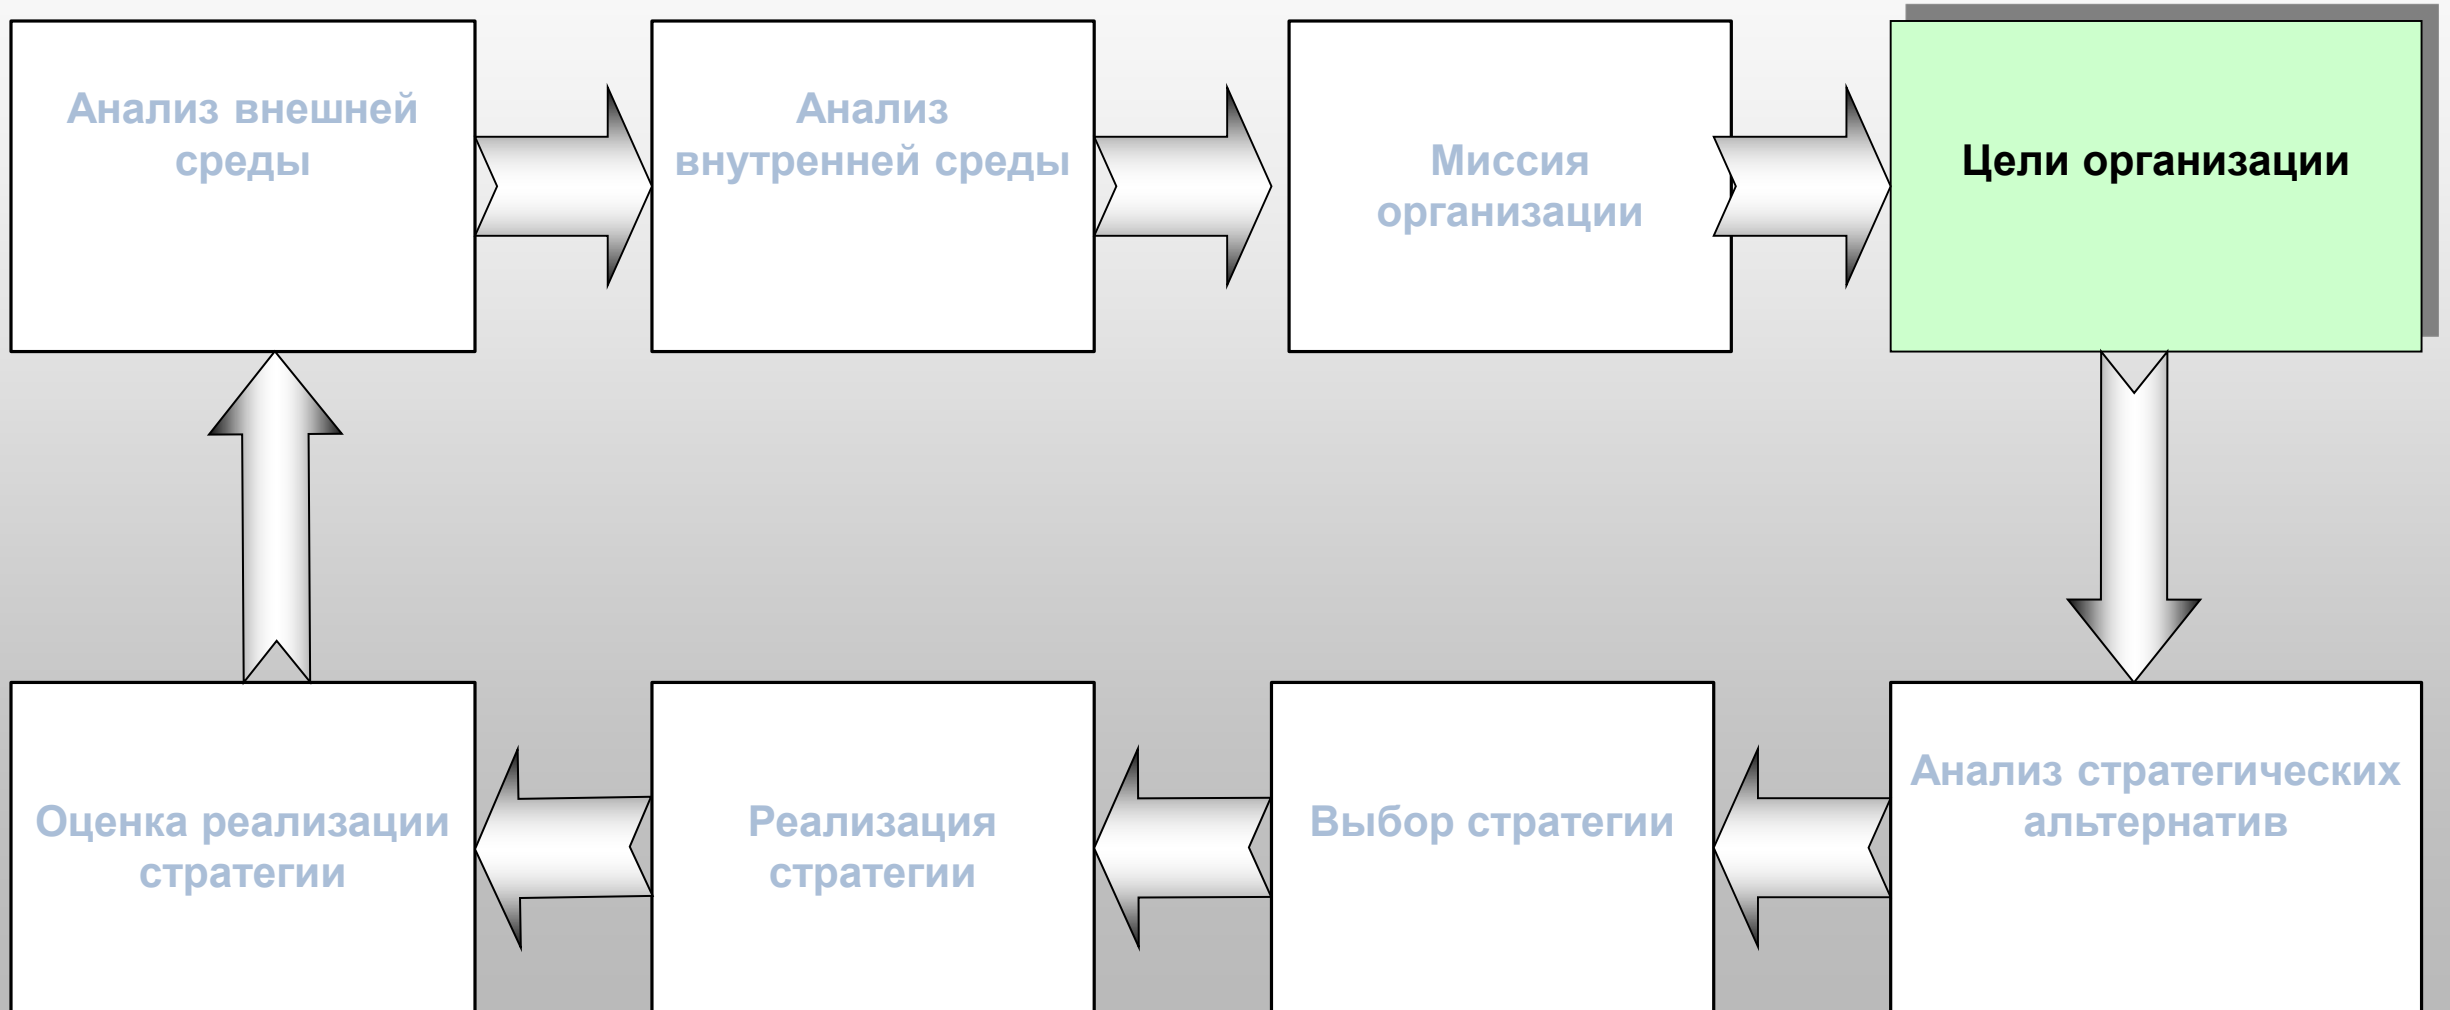 Анализ внешней
среды
Анализ
внутренней среды
Миссия
организации
Цели организации
Оценка реализации
стратегии
Реализация
стратегии
Выбор стратегии
Анализ стратегических
альтернатив